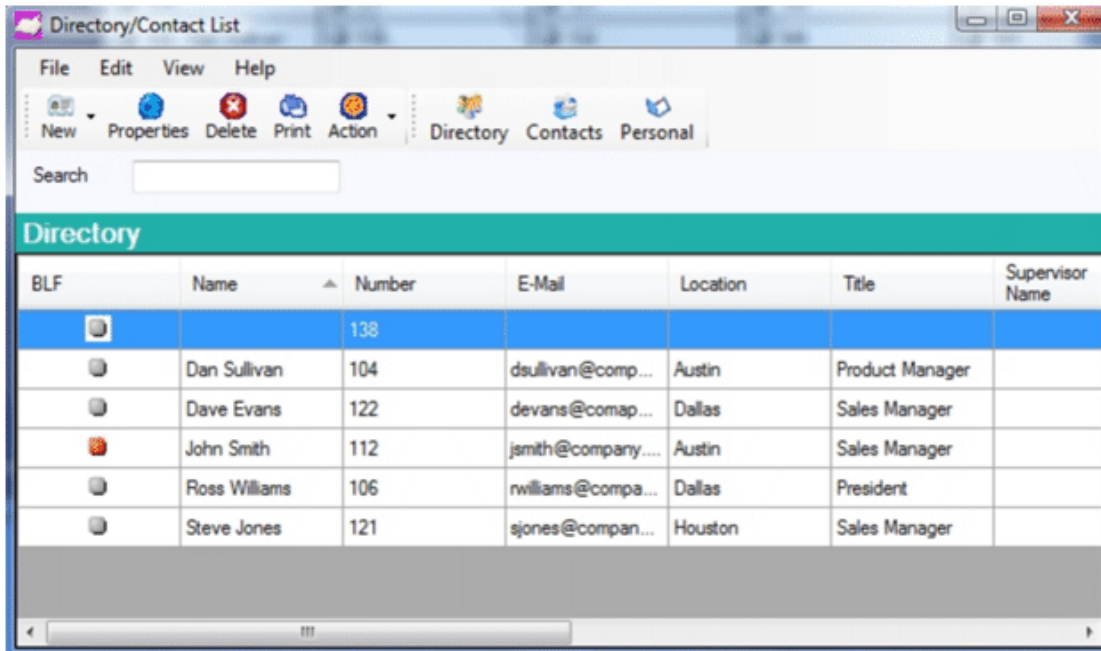 Directory/Contact List
File Edit View Help
New Properties Delete Print Action Directory Contacts Personal
Search
Directory
BLF Name Number E-Mail Location Title Supervisor Name
138
Dan Sullivan 104 dsullivan@comp... Austin Product Manager
Dave Evans 122 devans@comap... Dallas Sales Manager
John Smith 112 jsmith@company.... Austin Sales Manager
Ross Williams 106 rwilliams@compa... Dallas President
Steve Jones 121 sjones@compan... Houston Sales Manager